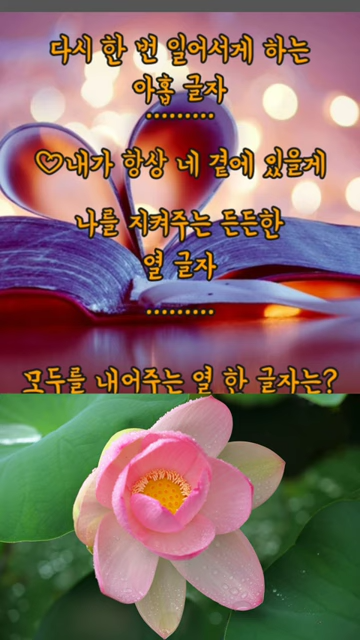 다시 한 번 일어서게 하는
아홉 글자
•••••••••
♡내가 항상 네 곁에 있을게
나를 지켜주는 든든한
열 글자
•••••••••
모두를 내어주는 열 한 글자는?